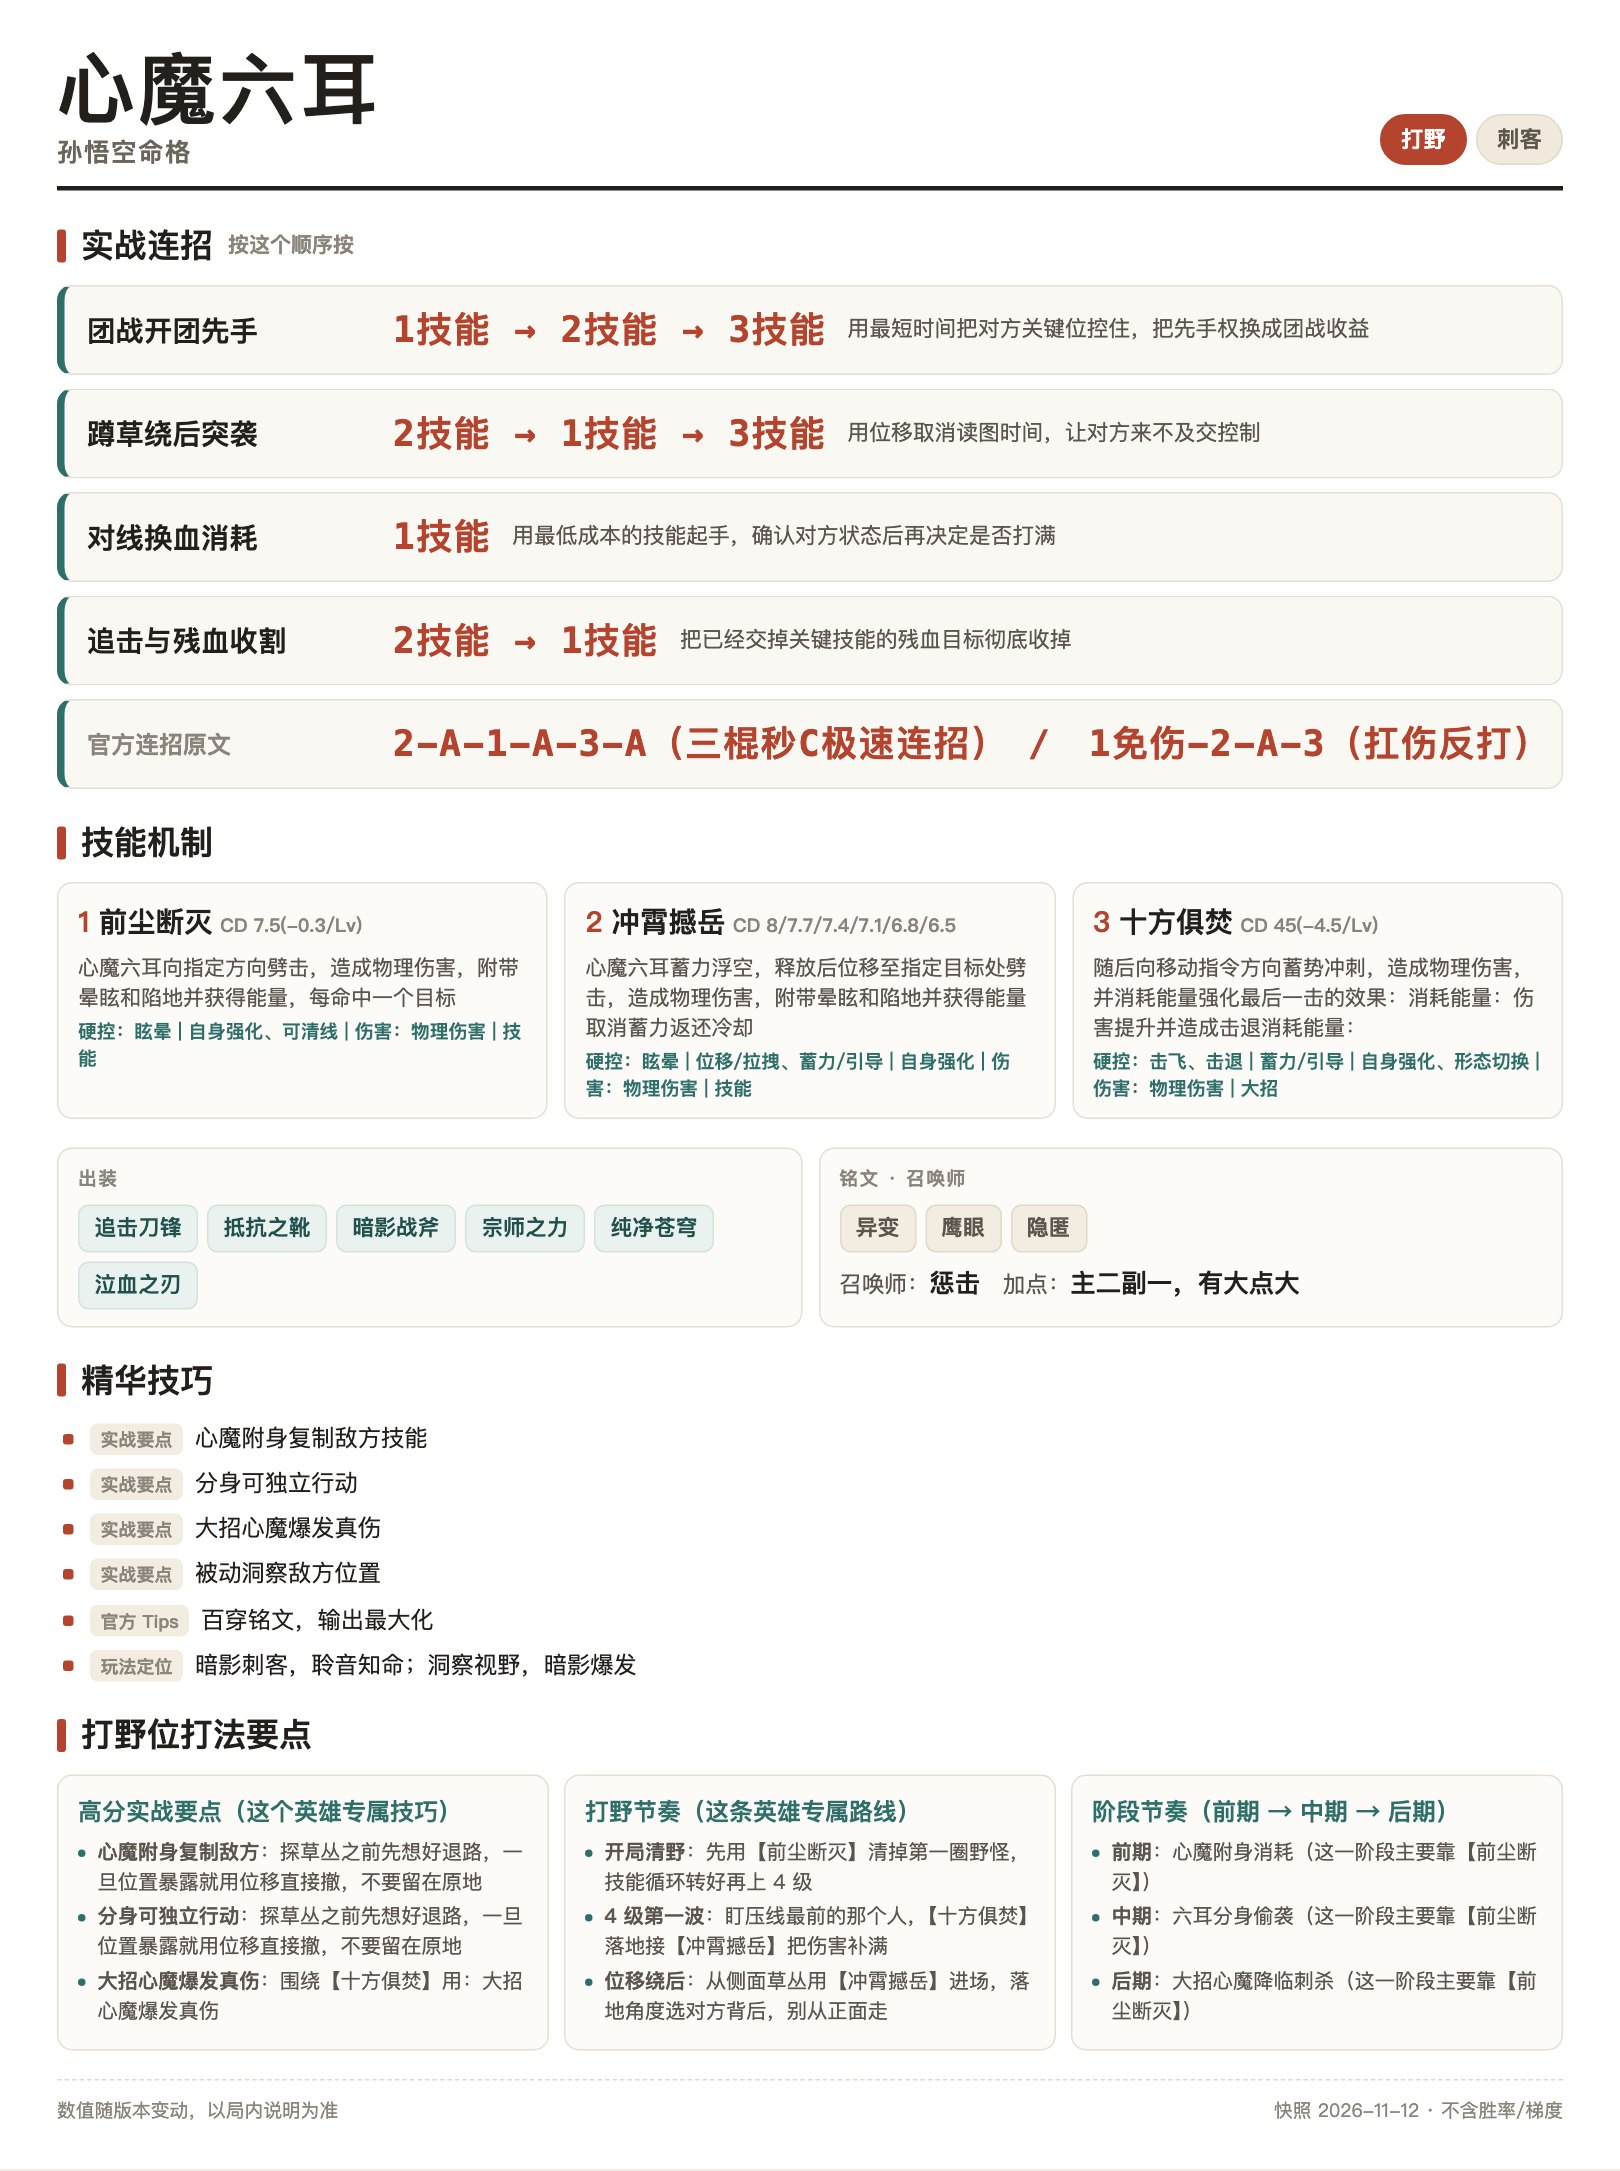 心魔六耳
孙悟空命格
打野 刺客
实战连招 按这个顺序按
团战开团先手 1技能 → 2技能 → 3技能 用最短时间把对方关键位控住，把先手权换成团战收益
蹲草绕后突袭 2技能 → 1技能 → 3技能 用位移取消读图时间，让对方来不及交控制
对线换血消耗 1技能 用最低成本的技能起手，确认对方状态后再决定是否打满
追击与残血收割 2技能 → 1技能 把已经交掉关键技能的残血目标彻底收掉
官方连招原文 2-A-1-A-3-A（三棍秒C极速连招） / 1免伤-2-A-3（扛伤反打）
技能机制
1 前尘断灭 CD 7.5(-0.3/Lv)
心魔六耳向指定方向劈击，造成物理伤害，附带
晕眩和陷地并获得能量，每命中一个目标
硬控：眩晕 | 自身强化、可清线 | 伤害：物理伤害 | 技
能
2 冲霄撼岳 CD 8/7.7/7.4/7.1/6.8/6.5
心魔六耳蓄力浮空，释放后位移至指定目标处劈
击，造成物理伤害，附带晕眩和陷地并获得能量
取消蓄力返还冷却
硬控：眩晕 | 位移/拉拽、蓄力/引导 | 自身强化 | 伤
害：物理伤害 | 技能
3 十方俱焚 CD 45(-4.5/Lv)
随后向移动指令方向蓄势冲刺，造成物理伤害，
并消耗能量强化最后一击的效果：消耗能量：伤
害提升并造成击退消耗能量：
硬控：击飞、击退 | 蓄力/引导 | 自身强化、形态切换 |
伤害：物理伤害 | 大招
出装
追击刀锋 抵抗之靴 暗影战斧 宗师之力 纯净苍穹
泣血之刃
铭文 · 召唤师
异变 鹰眼 隐匿
召唤师：惩击 加点：主二副一，有大点大
精华技巧
实战要点 心魔附身复制敌方技能
实战要点 分身可独立行动
实战要点 大招心魔爆发真伤
实战要点 被动洞察敌方位置
官方 Tips 百穿铭文，输出最大化
玩法定位 暗影刺客，聆音知命；洞察视野，暗影爆发
打野位打法要点
高分实战要点（这个英雄专属技巧）
心魔附身复制敌方：探草丛之前先想好退路，一
旦位置暴露就用位移直接撤，不要留在原地
分身可独立行动：探草丛之前先想好退路，一旦
位置暴露就用位移直接撤，不要留在原地
大招心魔爆发真伤：围绕【十方俱焚】用：大招
心魔爆发真伤
打野节奏（这条英雄专属路线）
开局清野：先用【前尘断灭】清掉第一圈野怪，
技能循环转好再上 4 级
4 级第一波：盯压线最前的那个人，【十方俱焚】
落地接【冲霄撼岳】把伤害补满
位移绕后：从侧面草丛用【冲霄撼岳】进场，落
地角度选对方背后，别从正面走
阶段节奏（前期 → 中期 → 后期）
前期：心魔附身消耗（这一阶段主要靠【前尘断
灭】）
中期：六耳分身偷袭（这一阶段主要靠【前尘断
灭】）
后期：大招心魔降临刺杀（这一阶段主要靠【前
尘断灭】）
数值随版本变动，以局内说明为准
快照 2026-11-12 · 不含胜率/梯度